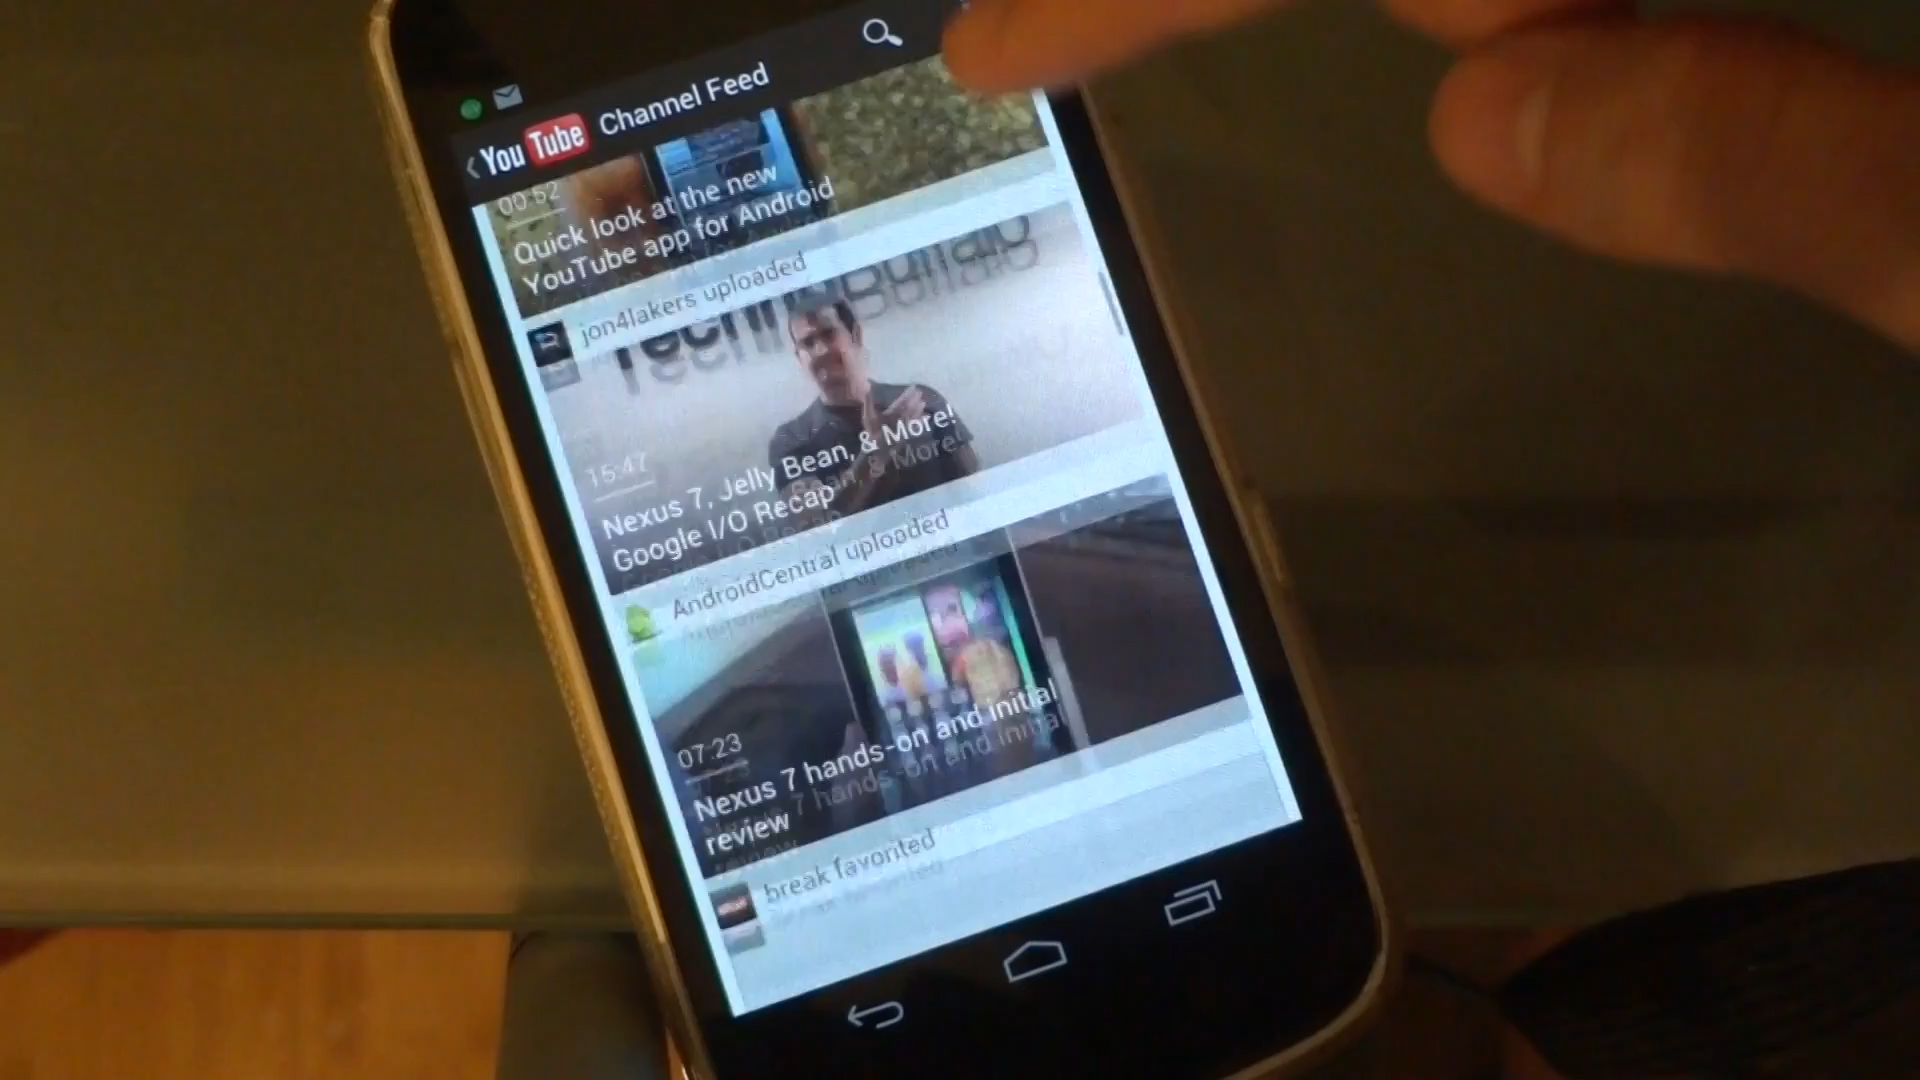 YouTube Channel Feed
00:52
Quick look at the new
YouTube app for Android
jon4lakers uploaded
TechnoBuffalo
15:47
Nexus 7, Jelly Bean, & More!
Google I/O Recap
AndroidCentral uploaded
07:23
Nexus 7 hands-on and initial
review
break favorited